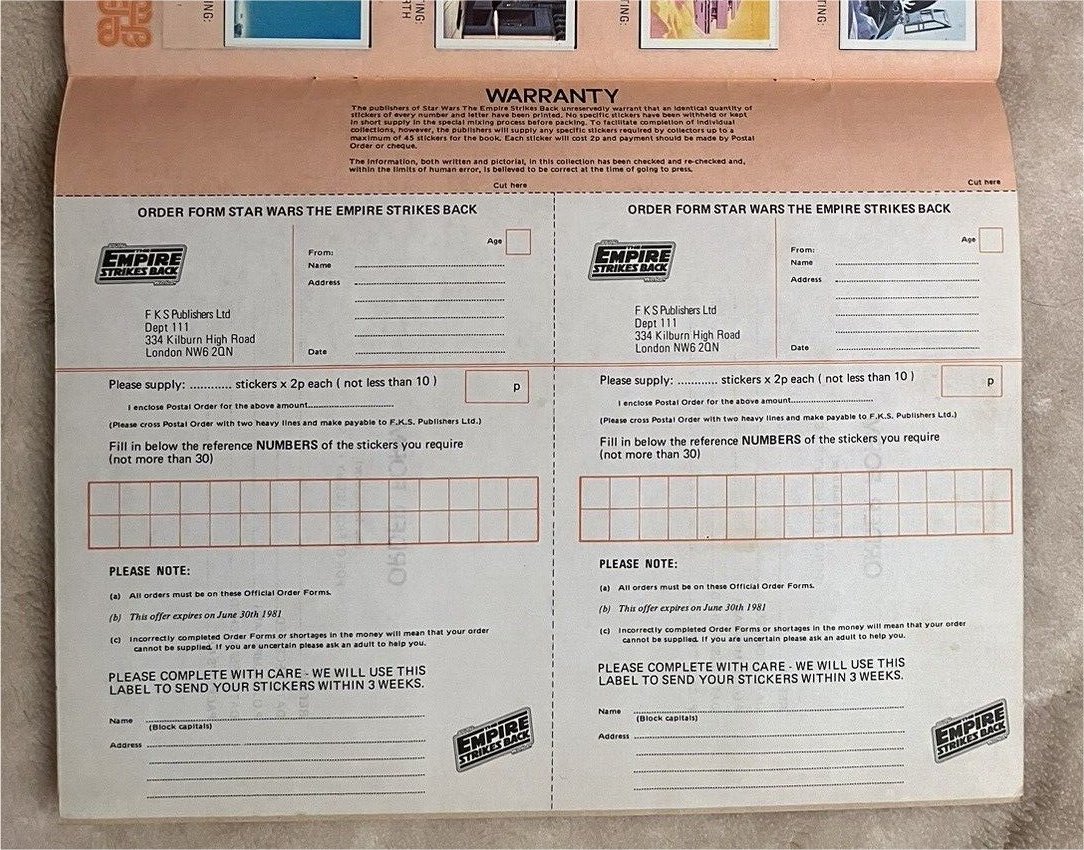 TING:
TING
TH
TING:
TING:
WARRANTY
The publishers of Star Wars The Empire Strikes Back unreservedly warrant that an identical quantity of
stickers of every number and letter have been printed. No specific stickers have been withheld or kept
in short supply in the special mixing process before packing. To facilitate completion of individual
collections, however, the publishers will supply any specific stickers required by collectors up to a
maximum of 45 stickers for the book. Each sticker will cost 2p and payment should be made by Postal
Order or cheque.
The information, both written and pictorial, in this collection has been checked and re-checked and,
within the limits of human error, is believed to be correct at the time of going to press.
Cut here
Cut here
ORDER FORM STAR WARS THE EMPIRE STRIKES BACK
THE
EMPIRE
STRIKES BACK
Age
From:
Name
Address
F K S Publishers Ltd
Dept 111
334 Kilburn High Road
London NW6 2QN
Date
Please supply: ............ stickers x 2p each ( not less than 10 )
p
I enclose Postal Order for the above amount........................
(Please cross Postal Order with two heavy lines and make payable to F.K.S. Publishers Ltd.)
Fill in below the reference NUMBERS of the stickers you require
(not more than 30)
PLEASE NOTE:
(a) All orders must be on these Official Order Forms.
(b) This offer expires on June 30th 1981
(c) Incorrectly completed Order Forms or shortages in the money will mean that your order
cannot be supplied. If you are uncertain please ask an adult to help you.
PLEASE COMPLETE WITH CARE - WE WILL USE THIS
LABEL TO SEND YOUR STICKERS WITHIN 3 WEEKS.
Name
(Block capitals)
Address
THE
EMPIRE
STRIKES BACK
ORDER FORM STAR WARS THE EMPIRE STRIKES BACK
THE
EMPIRE
STRIKES BACK
Age
From:
Name
Address
F K S Publishers Ltd
Dept 111
334 Kilburn High Road
London NW6 2QN
Date
Please supply: ............ stickers x 2p each ( not less than 10 )
p
I enclose Postal Order for the above amount........................
(Please cross Postal Order with two heavy lines and make payable to F.K.S. Publishers Ltd.)
Fill in below the reference NUMBERS of the stickers you require
(not more than 30)
PLEASE NOTE:
(a) All orders must be on these Official Order Forms.
(b) This offer expires on June 30th 1981
(c) Incorrectly completed Order Forms or shortages in the money will mean that your order
cannot be supplied. If you are uncertain please ask an adult to help you.
PLEASE COMPLETE WITH CARE - WE WILL USE THIS
LABEL TO SEND YOUR STICKERS WITHIN 3 WEEKS.
Name
(Block capitals)
Address
THE
EMPIRE
STRIKES BACK